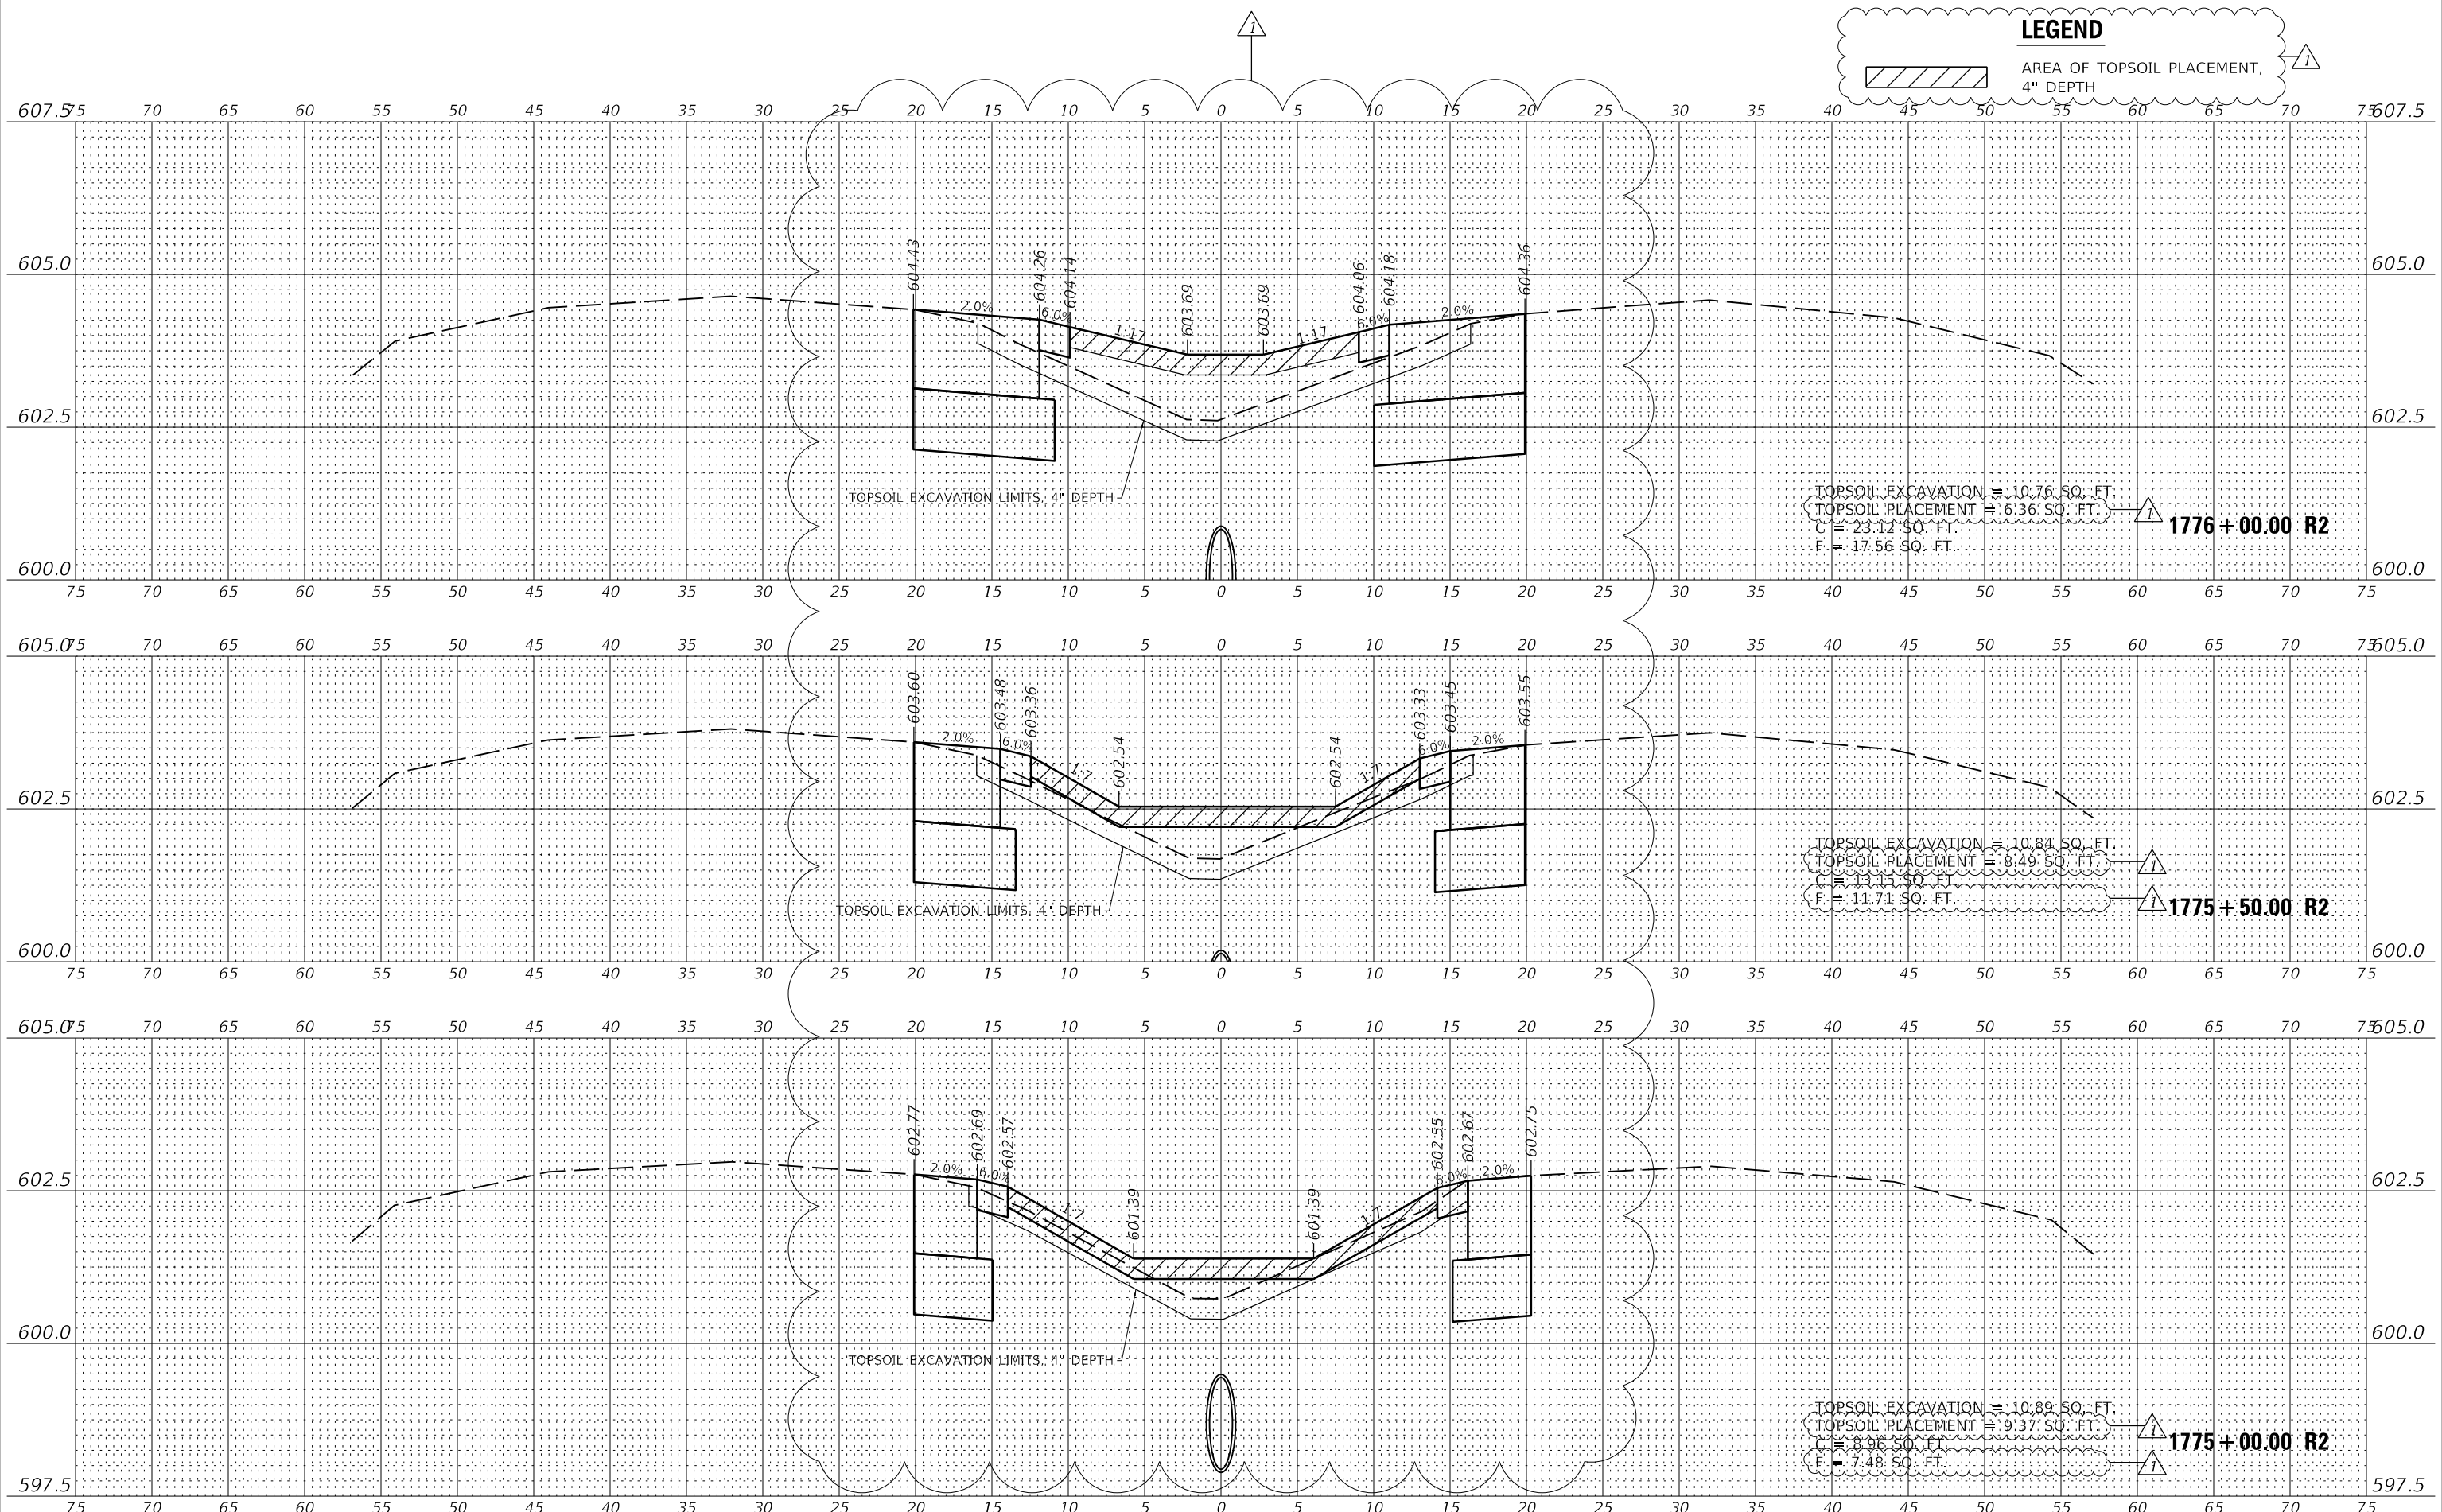 1
LEGEND
AREA OF TOPSOIL PLACEMENT,
4" DEPTH
1
75 70 65 60 55 50 45 40 35 30 25 20 15 10 5 0 5 10 15 20 25 30 35 40 45 50 55 60 65 70 75
607.5 607.5
605.0 605.0
604.43 604.26 604.14 603.69 603.69 604.06 604.18 604.36
2.0% 6.0% 1:17 1:17 6.0% 2.0%
602.5 602.5
TOPSOIL EXCAVATION LIMITS, 4" DEPTH
TOPSOIL EXCAVATION = 10.76 SQ. FT.
TOPSOIL PLACEMENT = 6.36 SQ. FT.
1
C = 23.12 SQ. FT.
F = 17.56 SQ. FT.
1776+00.00 R2
600.0 600.0
75 70 65 60 55 50 45 40 35 30 25 20 15 10 5 0 5 10 15 20 25 30 35 40 45 50 55 60 65 70 75
75 70 65 60 55 50 45 40 35 30 25 20 15 10 5 0 5 10 15 20 25 30 35 40 45 50 55 60 65 70 75
605.0 605.0
603.60 603.48 603.36 602.54 602.54 603.33 603.45 603.55
2.0% 6.0% 1:7 1:7 6.0% 2.0%
602.5 602.5
TOPSOIL EXCAVATION LIMITS, 4" DEPTH
TOPSOIL EXCAVATION = 10.84 SQ. FT.
TOPSOIL PLACEMENT = 8.49 SQ. FT.
1
C = 13.15 SQ. FT.
F = 11.71 SQ. FT.
1
1775+50.00 R2
600.0 600.0
75 70 65 60 55 50 45 40 35 30 25 20 15 10 5 0 5 10 15 20 25 30 35 40 45 50 55 60 65 70 75
75 70 65 60 55 50 45 40 35 30 25 20 15 10 5 0 5 10 15 20 25 30 35 40 45 50 55 60 65 70 75
605.0 605.0
602.77 602.69 602.57 601.39 601.39 602.55 602.67 602.75
2.0% 6.0% 1:7 1:7 6.0% 2.0%
602.5 602.5
600.0 600.0
TOPSOIL EXCAVATION LIMITS, 4" DEPTH
TOPSOIL EXCAVATION = 10.89 SQ. FT.
TOPSOIL PLACEMENT = 9.37 SQ. FT.
1
C = 8.96 SQ. FT.
F = 7.48 SQ. FT.
1
1775+00.00 R2
597.5 597.5
75 70 65 60 55 50 45 40 35 30 25 20 15 10 5 0 5 10 15 20 25 30 35 40 45 50 55 60 65 70 75